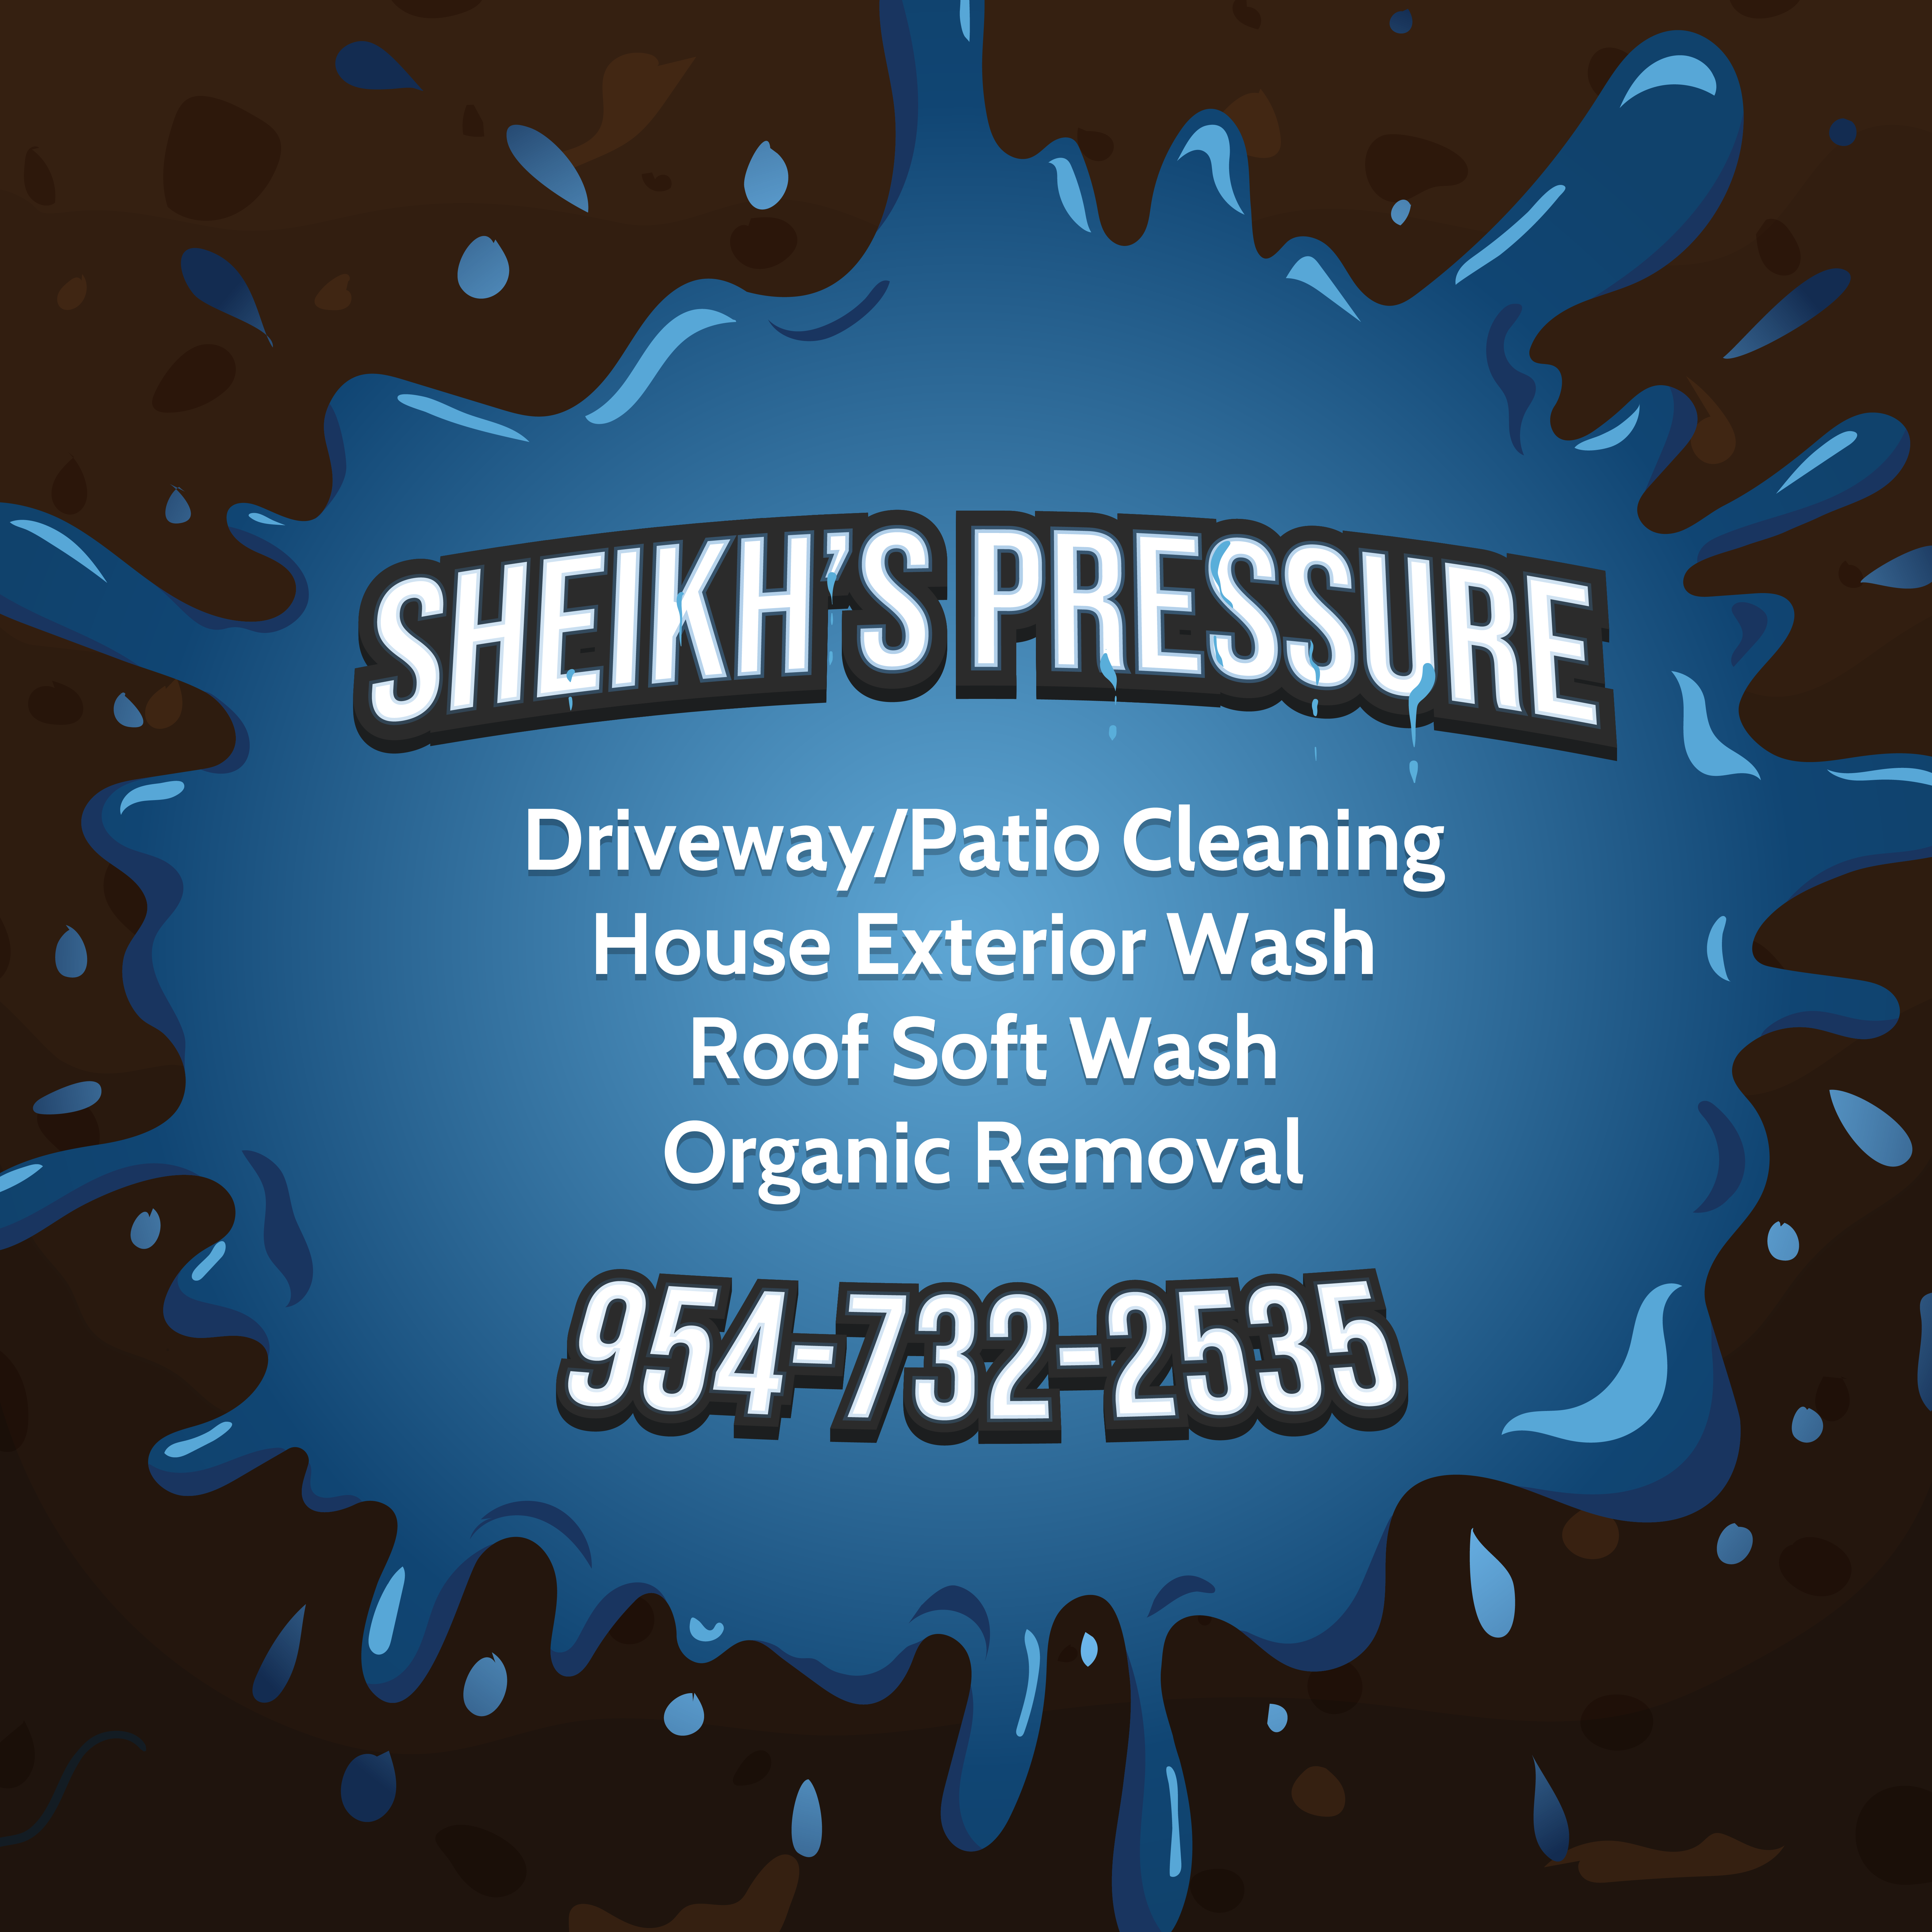 SHEIKH'S PRESSURE
Driveway/Patio Cleaning
House Exterior Wash
Roof Soft Wash
Organic Removal
954-732-2535